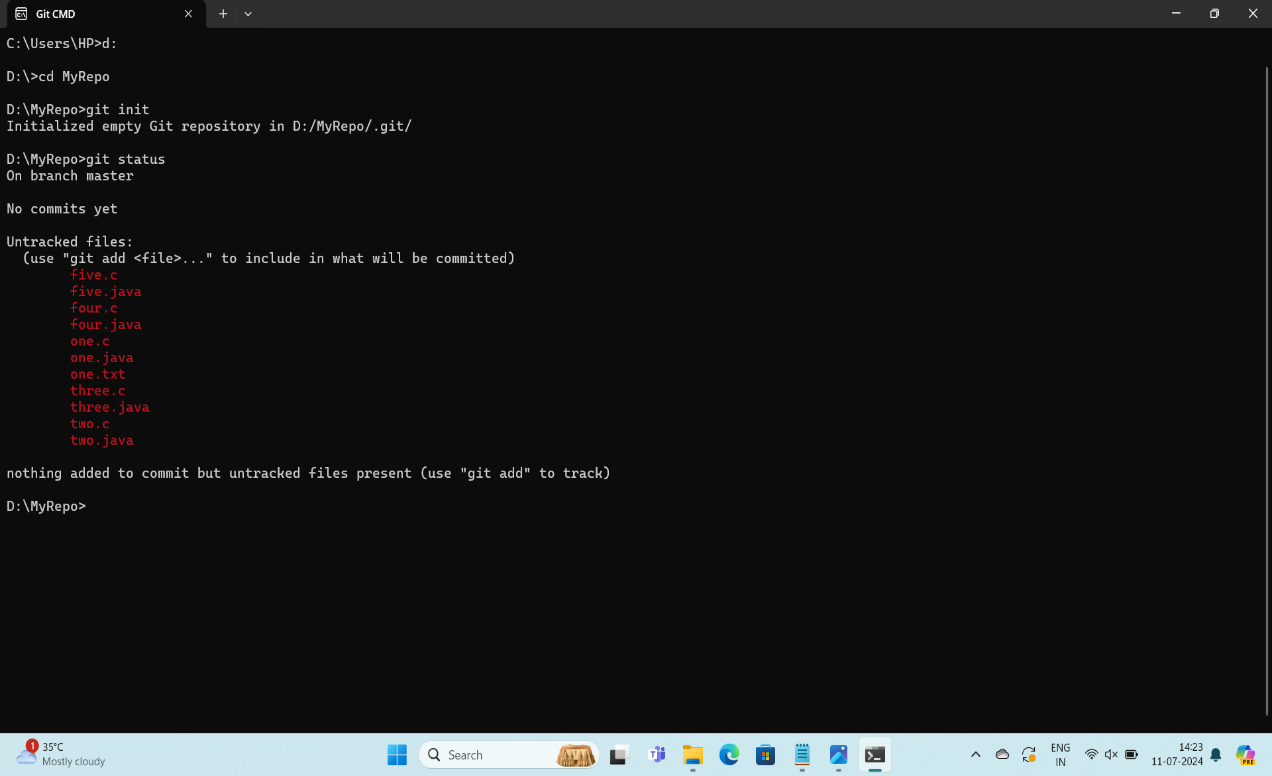 Git CMD
C:\Users\HP>d:
D:\>cd MyRepo
D:\MyRepo>git init
Initialized empty Git repository in D:/MyRepo/.git/
D:\MyRepo>git status
On branch master
No commits yet
Untracked files:
(use "git add <file>..." to include in what will be committed)
five.c
five.java
four.c
four.java
one.c
one.java
one.txt
three.c
three.java
two.c
two.java
nothing added to commit but untracked files present (use "git add" to track)
D:\MyRepo>
1
35°C
Mostly cloudy
Search
ENG
IN
14:23
11-07-2024
PRE